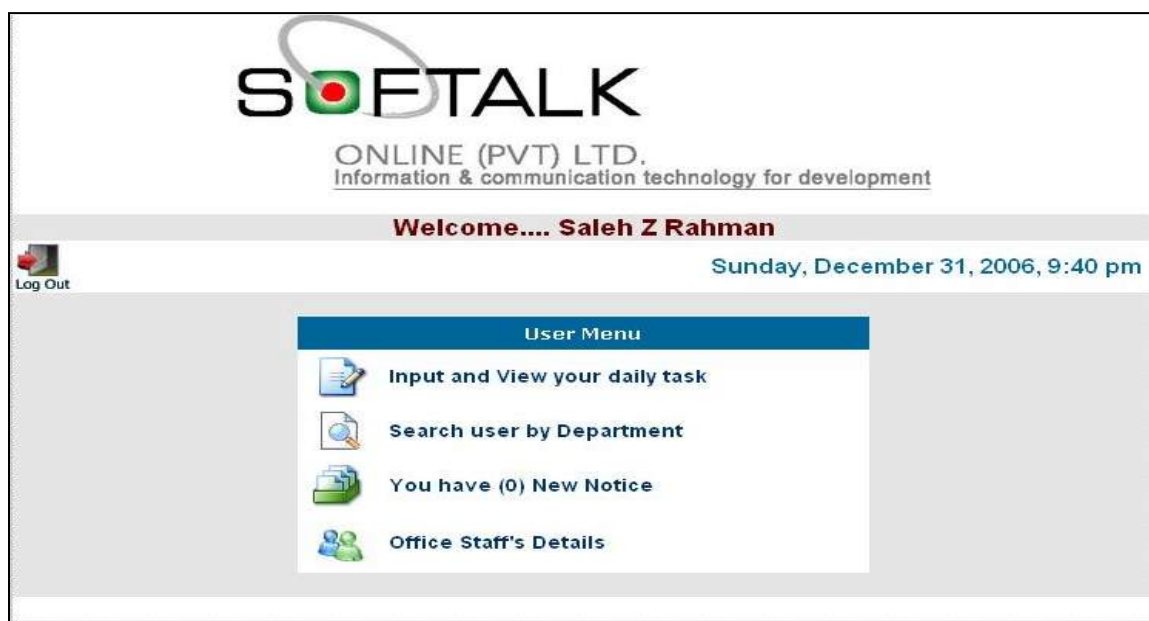 SOFTALK
ONLINE (PVT) LTD.
Information & communication technology for development
Welcome.... Saleh Z Rahman
Log Out
Sunday, December 31, 2006, 9:40 pm
User Menu
Input and View your daily task
Search user by Department
You have (0) New Notice
Office Staff's Details